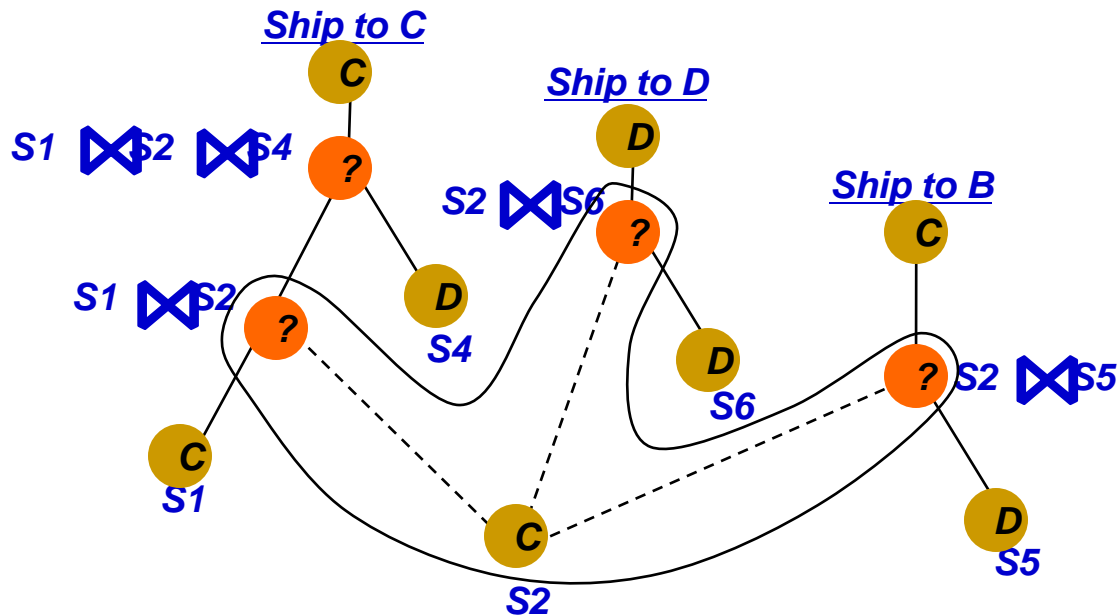 Ship to C
C
Ship to D
D
S1 ⋈ S2 ⋈ S4
?
Ship to B
S2 ⋈ S6
?
C
S1 ⋈ S2
?
D
S4
D
S6
?
S2 ⋈ S5
C
S1
C
S2
D
S5